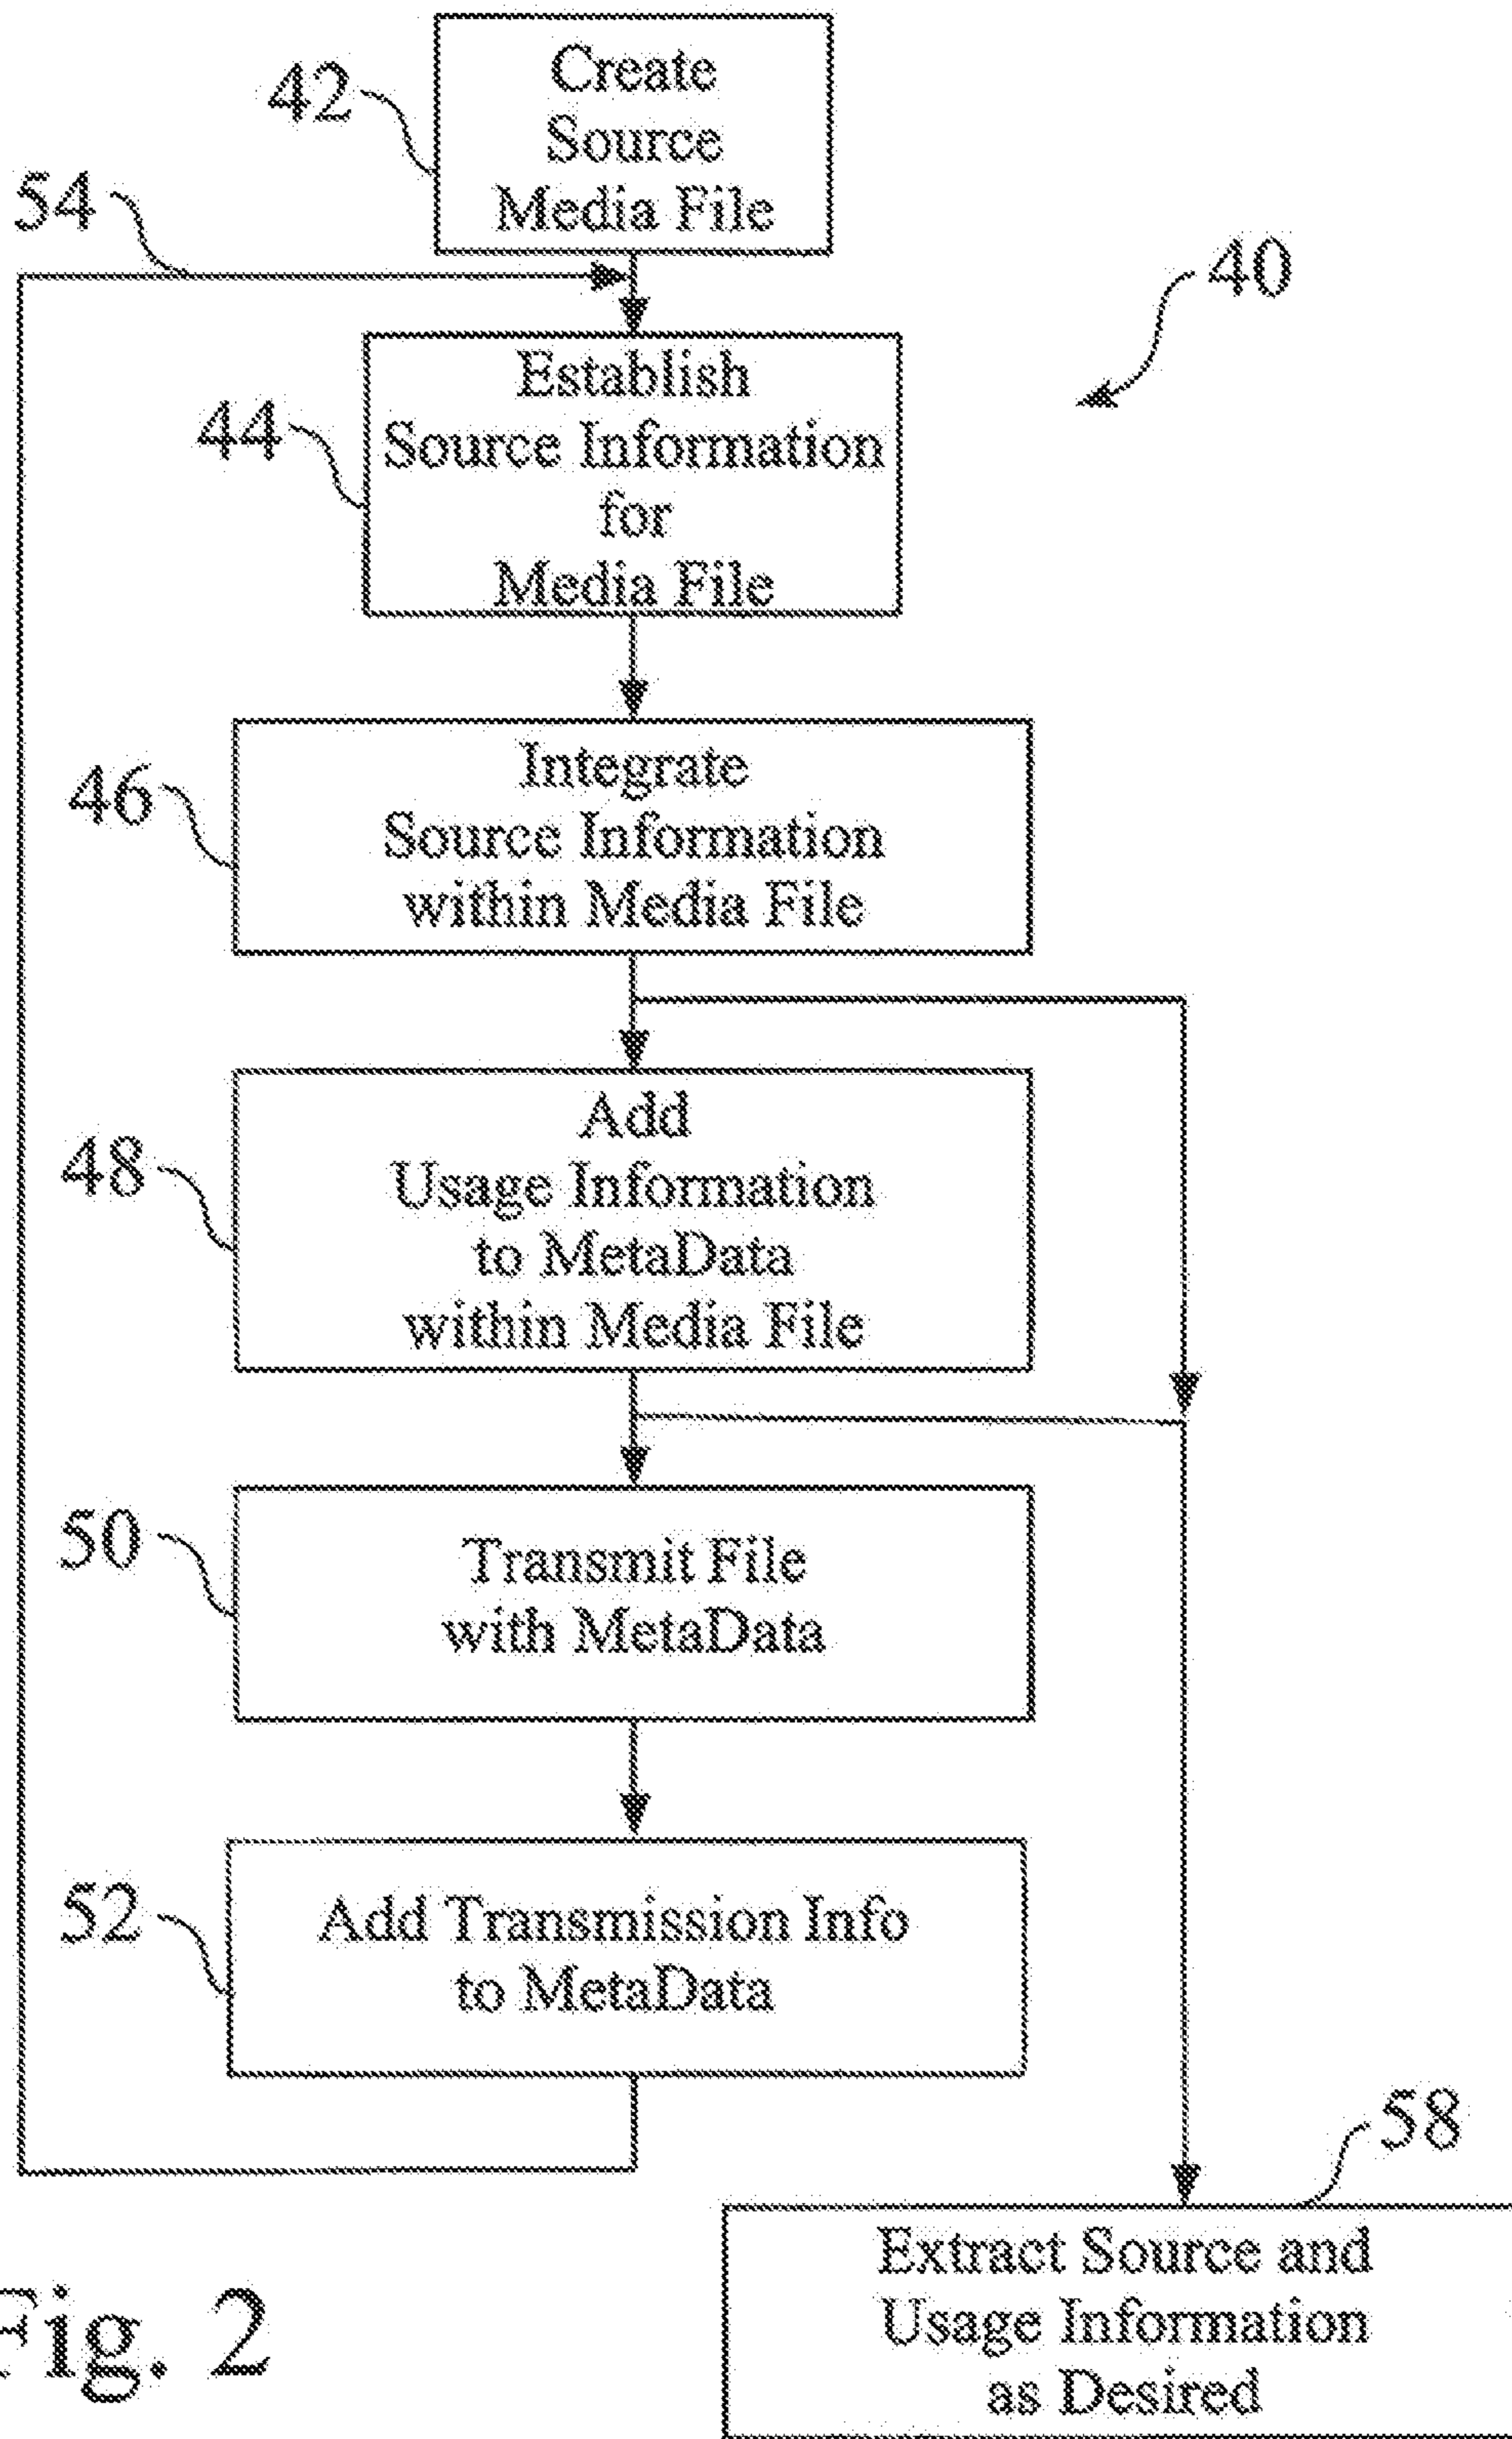 42
Create
Source
Media File
54
40
44
Establish
Source Information
for
Media File
46
Integrate
Source Information
within Media File
48
Add
Usage Information
to MetaData
within Media File
50
Transmit File
with MetaData
52
Add Transmission Info
to MetaData
58
Extract Source and
Usage Information
as Desired
Fig. 2